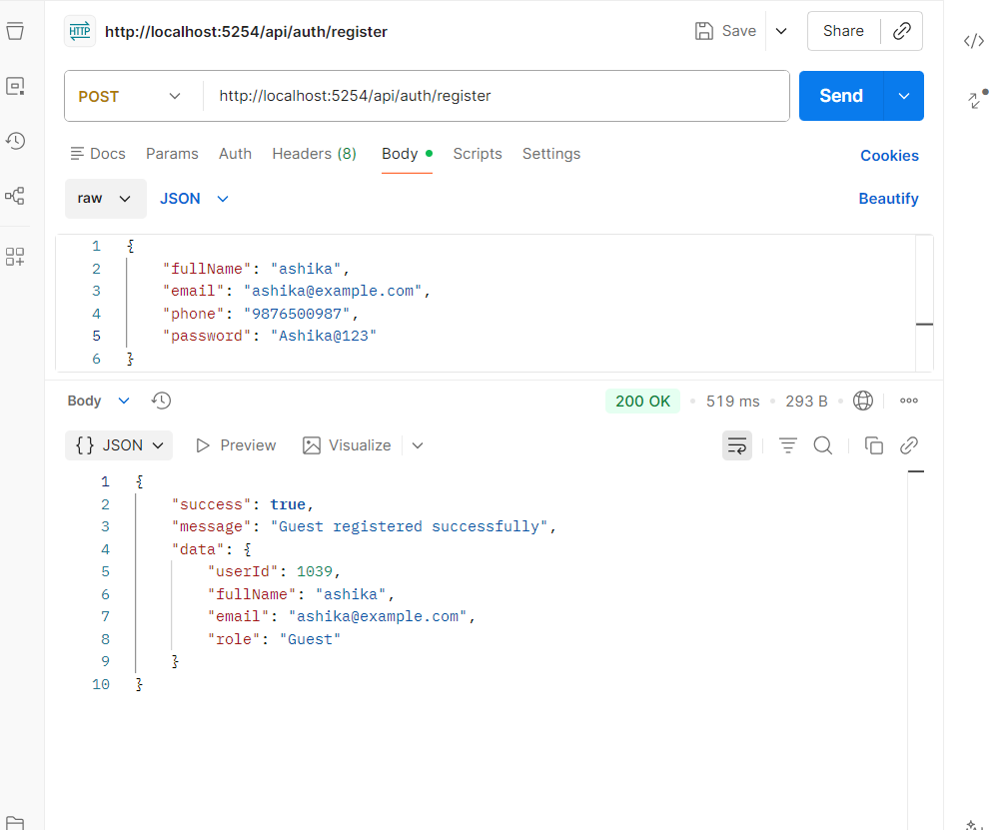 HTTP http://localhost:5254/api/auth/register Save Share
POST http://localhost:5254/api/auth/register Send
Docs Params Auth Headers (8) Body Scripts Settings Cookies
raw JSON Beautify
1 {
2 "fullName": "ashika",
3 "email": "ashika@example.com",
4 "phone": "9876500987",
5 "password": "Ashika@123"
6 }
Body 200 OK • 519 ms • 293 B •
{} JSON Preview Visualize
1 {
2 "success": true,
3 "message": "Guest registered successfully",
4 "data": {
5 "userId": 1039,
6 "fullName": "ashika",
7 "email": "ashika@example.com",
8 "role": "Guest"
9 }
10 }